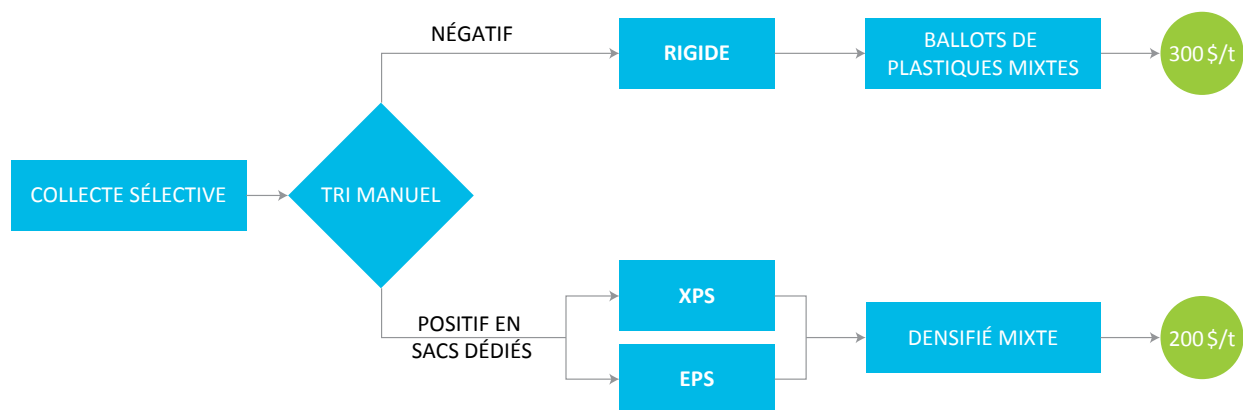 NÉGATIF
RIGIDE
BALLOTS DE
PLASTIQUES MIXTES
300 $/t
COLLECTE SÉLECTIVE
TRI MANUEL
POSITIF EN
SACS DÉDIÉS
XPS
EPS
DENSIFIÉ MIXTE
200 $/t